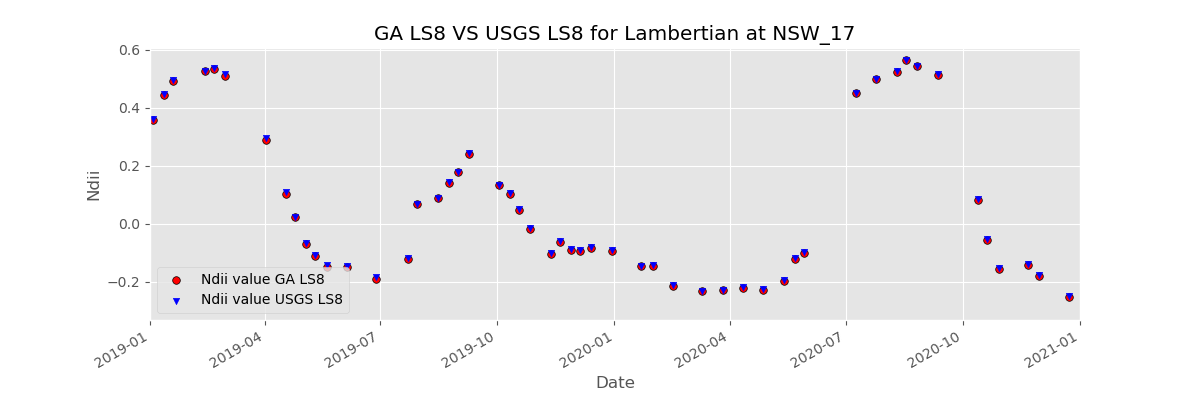 GA LS8 VS USGS LS8 for Lambertian at NSW_17
0.6
0.4
0.2
0.0
−0.2
Ndii
Ndii value GA LS8
Ndii value USGS LS8
2019-01
2019-04
2019-07
2019-10
2020-01
2020-04
2020-07
2020-10
2021-01
Date